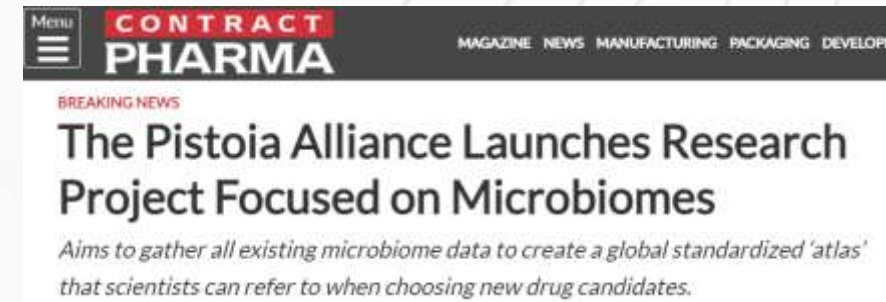 Menu
CONTRACT
PHARMA
MAGAZINE NEWS MANUFACTURING PACKAGING DEVELOP
BREAKING NEWS
The Pistoia Alliance Launches Research
Project Focused on Microbiomes
Aims to gather all existing microbiome data to create a global standardized ‘atlas’
that scientists can refer to when choosing new drug candidates.